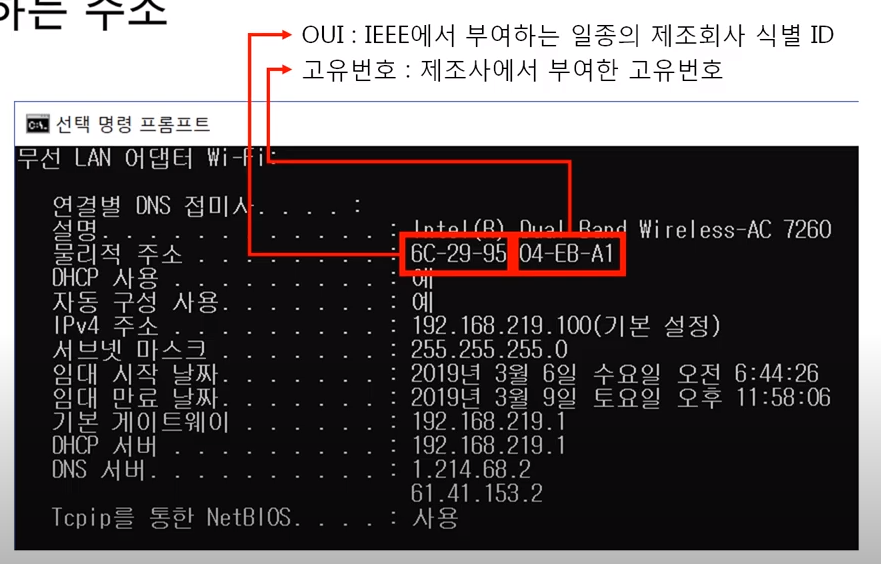 하는 주소
OUI : IEEE에서 부여하는 일종의 제조회사 식별 ID
고유번호 : 제조사에서 부여한 고유번호
선택 명령 프롬프트
무선 LAN 어댑터 Wi-Fi:
연결별 DNS 접미사. . . . :
설명. . . . . . . . . . . . : Intel(R) Dual Band Wireless-AC 7260
물리적 주소 . . . . . . . . : 6C-29-95-04-EB-A1
DHCP 사용 . . . . . . . . . : 예
자동 구성 사용. . . . . . . : 예
IPv4 주소 . . . . . . . . . : 192.168.219.100(기본 설정)
서브넷 마스크 . . . . . . . : 255.255.255.0
임대 시작 날짜. . . . . . . : 2019년 3월 6일 수요일 오전 6:44:26
임대 만료 날짜. . . . . . . : 2019년 3월 9일 토요일 오후 11:58:06
기본 게이트웨이 . . . . . . : 192.168.219.1
DHCP 서버 . . . . . . . . . : 192.168.219.1
DNS 서버. . . . . . . . . . : 1.214.68.2
61.41.153.2
Tcpip를 통한 NetBIOS. . . . : 사용